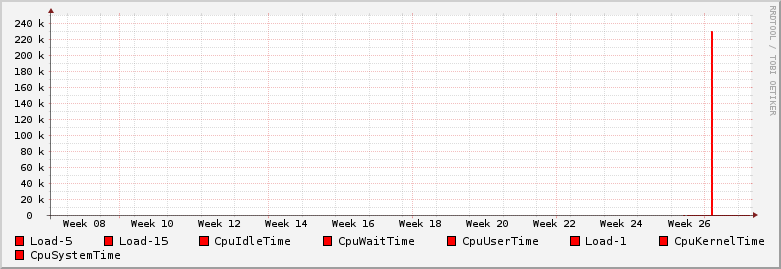 240 k
220 k
200 k
180 k
160 k
140 k
120 k
100 k
80 k
60 k
40 k
20 k
0
Week 08 Week 10 Week 12 Week 14 Week 16 Week 18 Week 20 Week 22 Week 24 Week 26
Load-5 Load-15 CpuIdleTime CpuWaitTime CpuUserTime Load-1 CpuKernelTime
CpuSystemTime
RRDTOOL / TOBI OETIKER